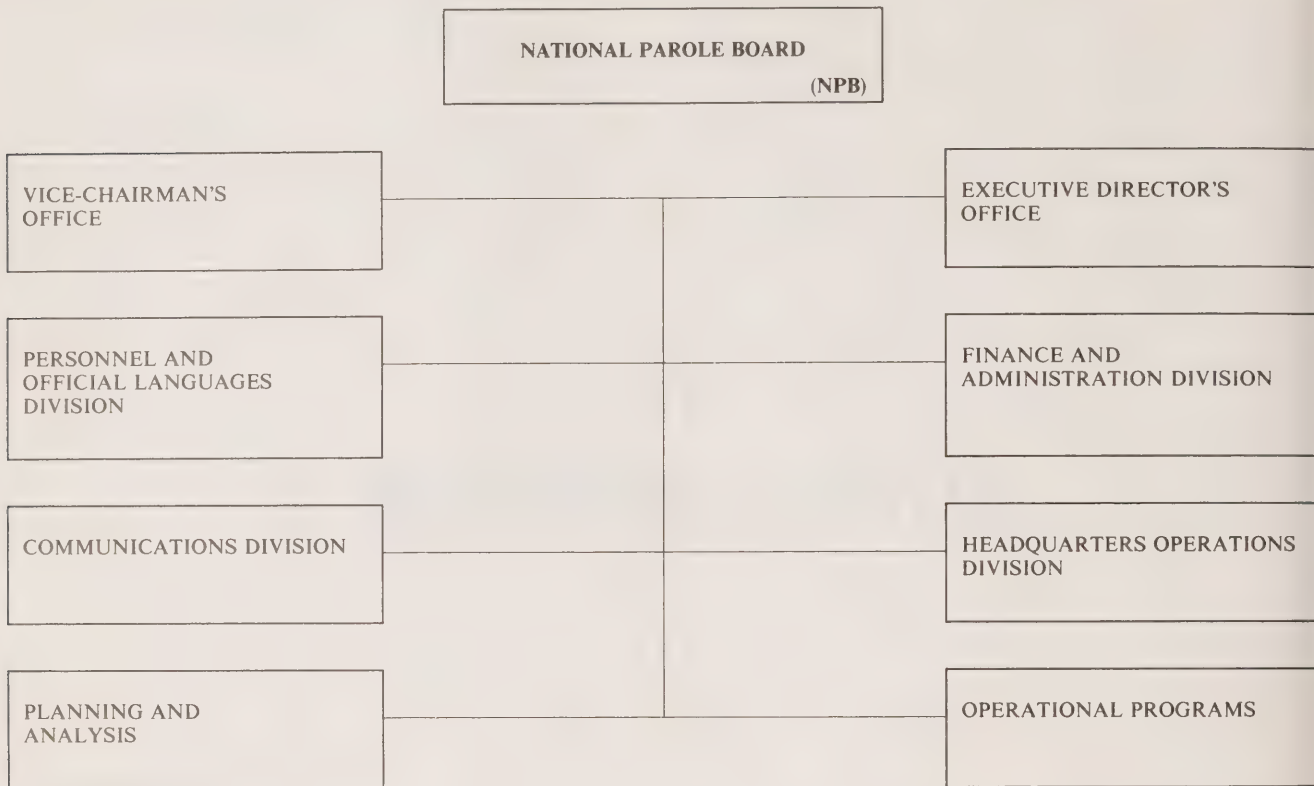 NATIONAL PAROLE BOARD
(NPB)
VICE-CHAIRMAN'S
OFFICE
EXECUTIVE DIRECTOR'S
OFFICE
PERSONNEL AND
OFFICIAL LANGUAGES
DIVISION
FINANCE AND
ADMINISTRATION DIVISION
COMMUNICATIONS DIVISION
HEADQUARTERS OPERATIONS
DIVISION
PLANNING AND
ANALYSIS
OPERATIONAL PROGRAMS